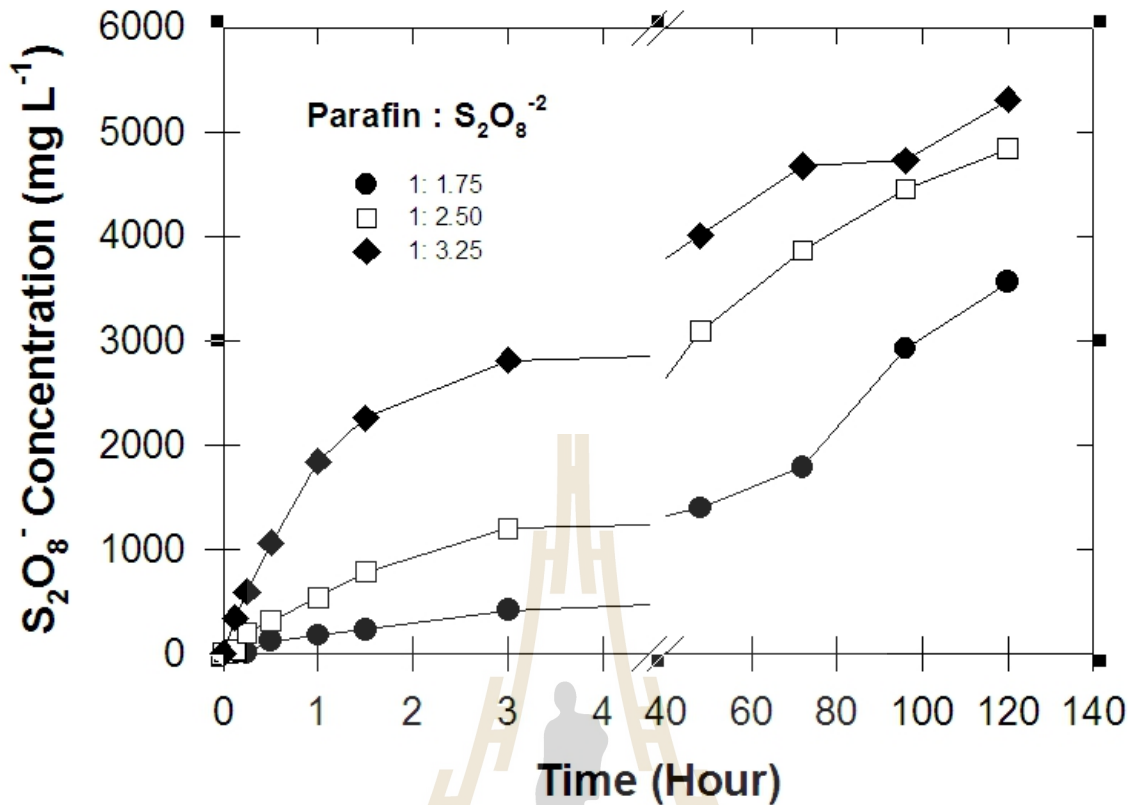 6000
5000
4000
3000
2000
1000
0
S₂O₈⁻ Concentration (mg L⁻¹)
Parafin : S₂O₈⁻²
1: 1.75
1: 2.50
1: 3.25
0 1 2 3 4 40 60 80 100 120 140
Time (Hour)